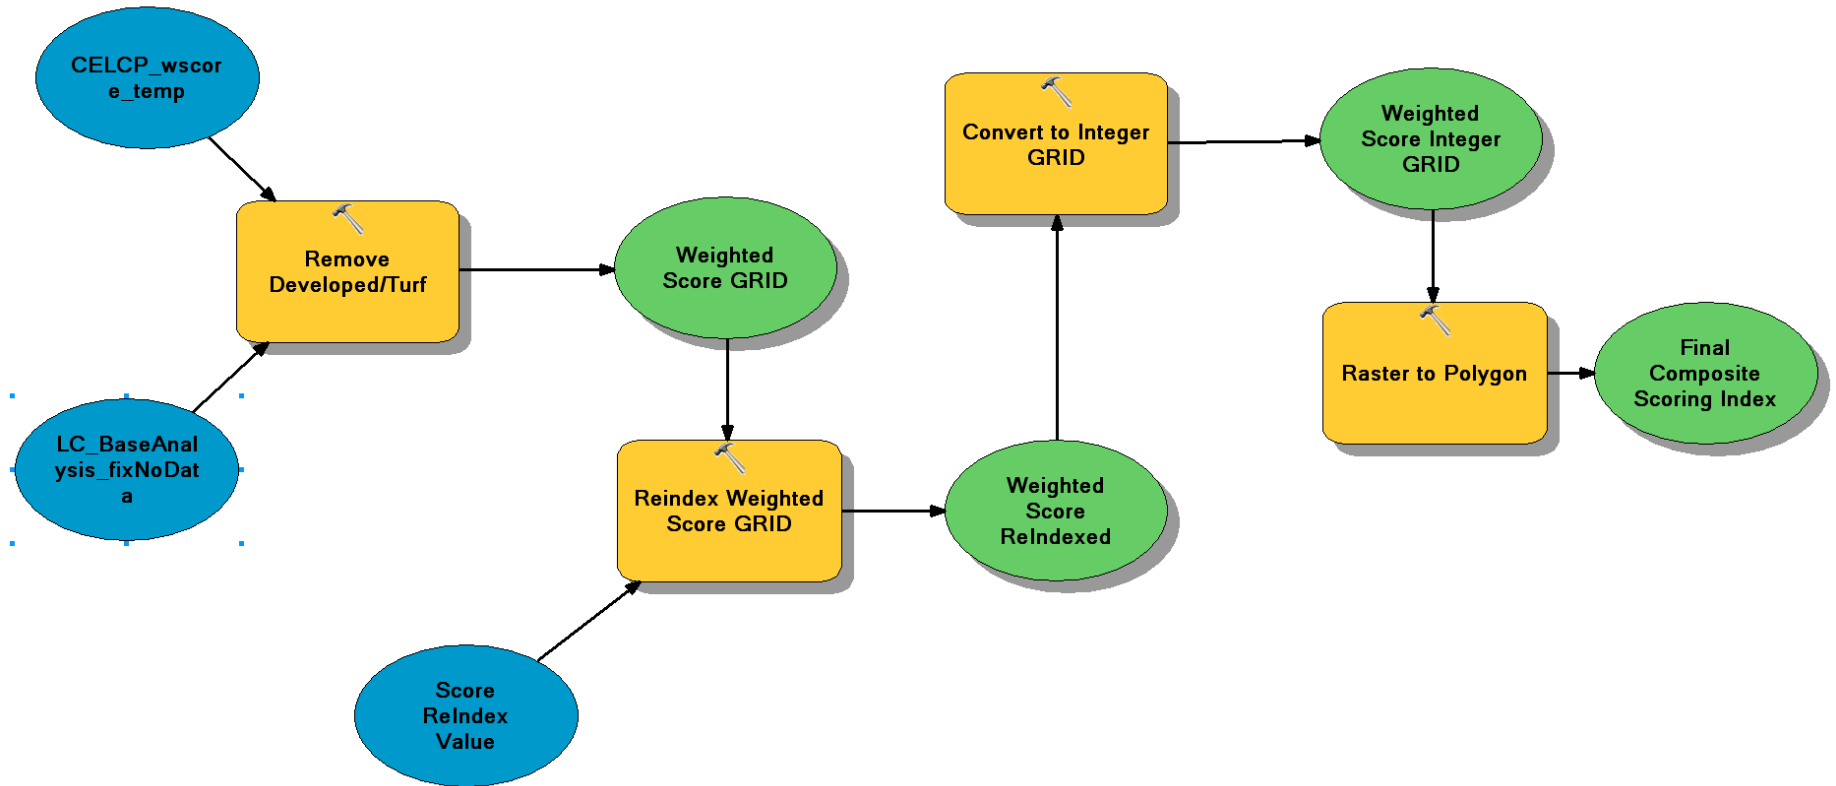 CELCP_wscor
e_temp
Remove
Developed/Turf
LC_BaseAnal
ysis_fixNoDat
a
Weighted
Score GRID
Reindex Weighted
Score GRID
Score
ReIndex
Value
Weighted
Score
ReIndexed
Convert to Integer
GRID
Weighted
Score Integer
GRID
Raster to Polygon
Final
Composite
Scoring Index